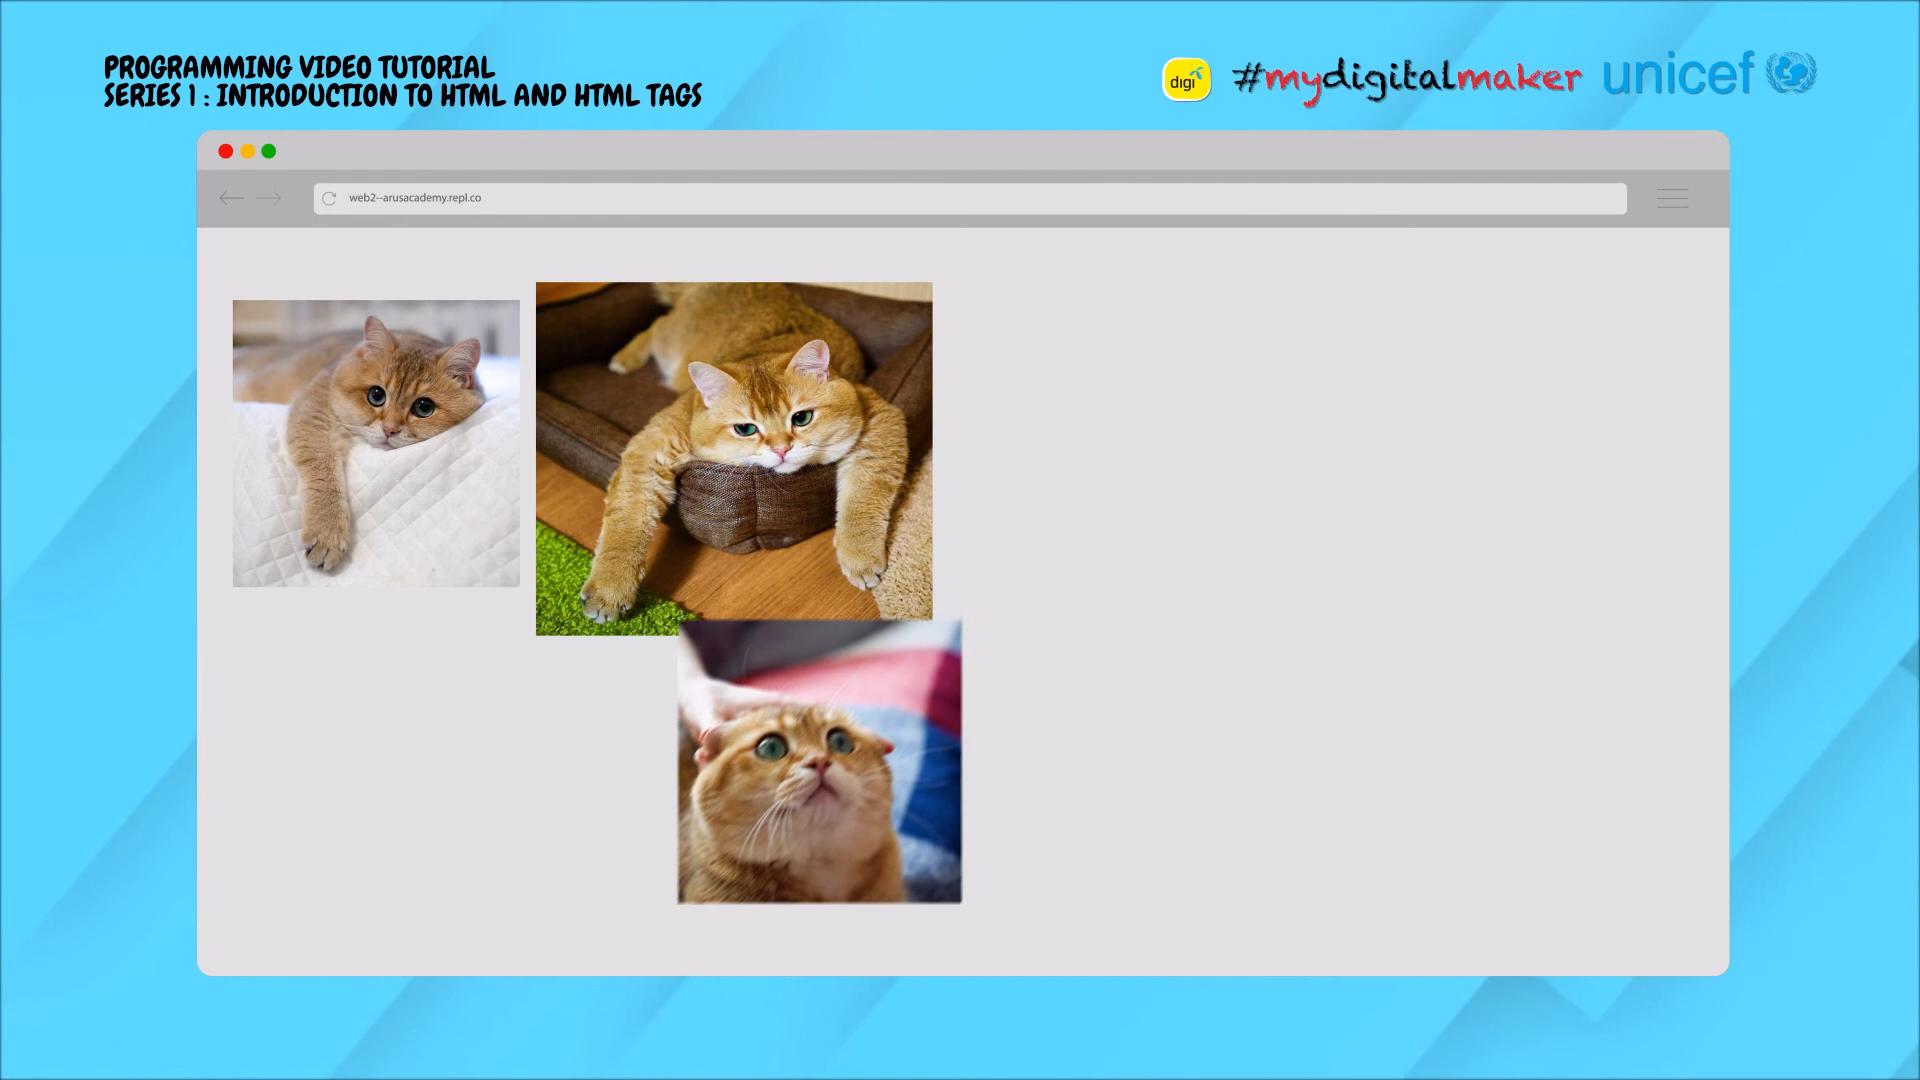 PROGRAMMING VIDEO TUTORIAL
SERIES 1 : INTRODUCTION TO HTML AND HTML TAGS
digi
#mydigitalmaker
unicef
web2--arusacademy.repl.co